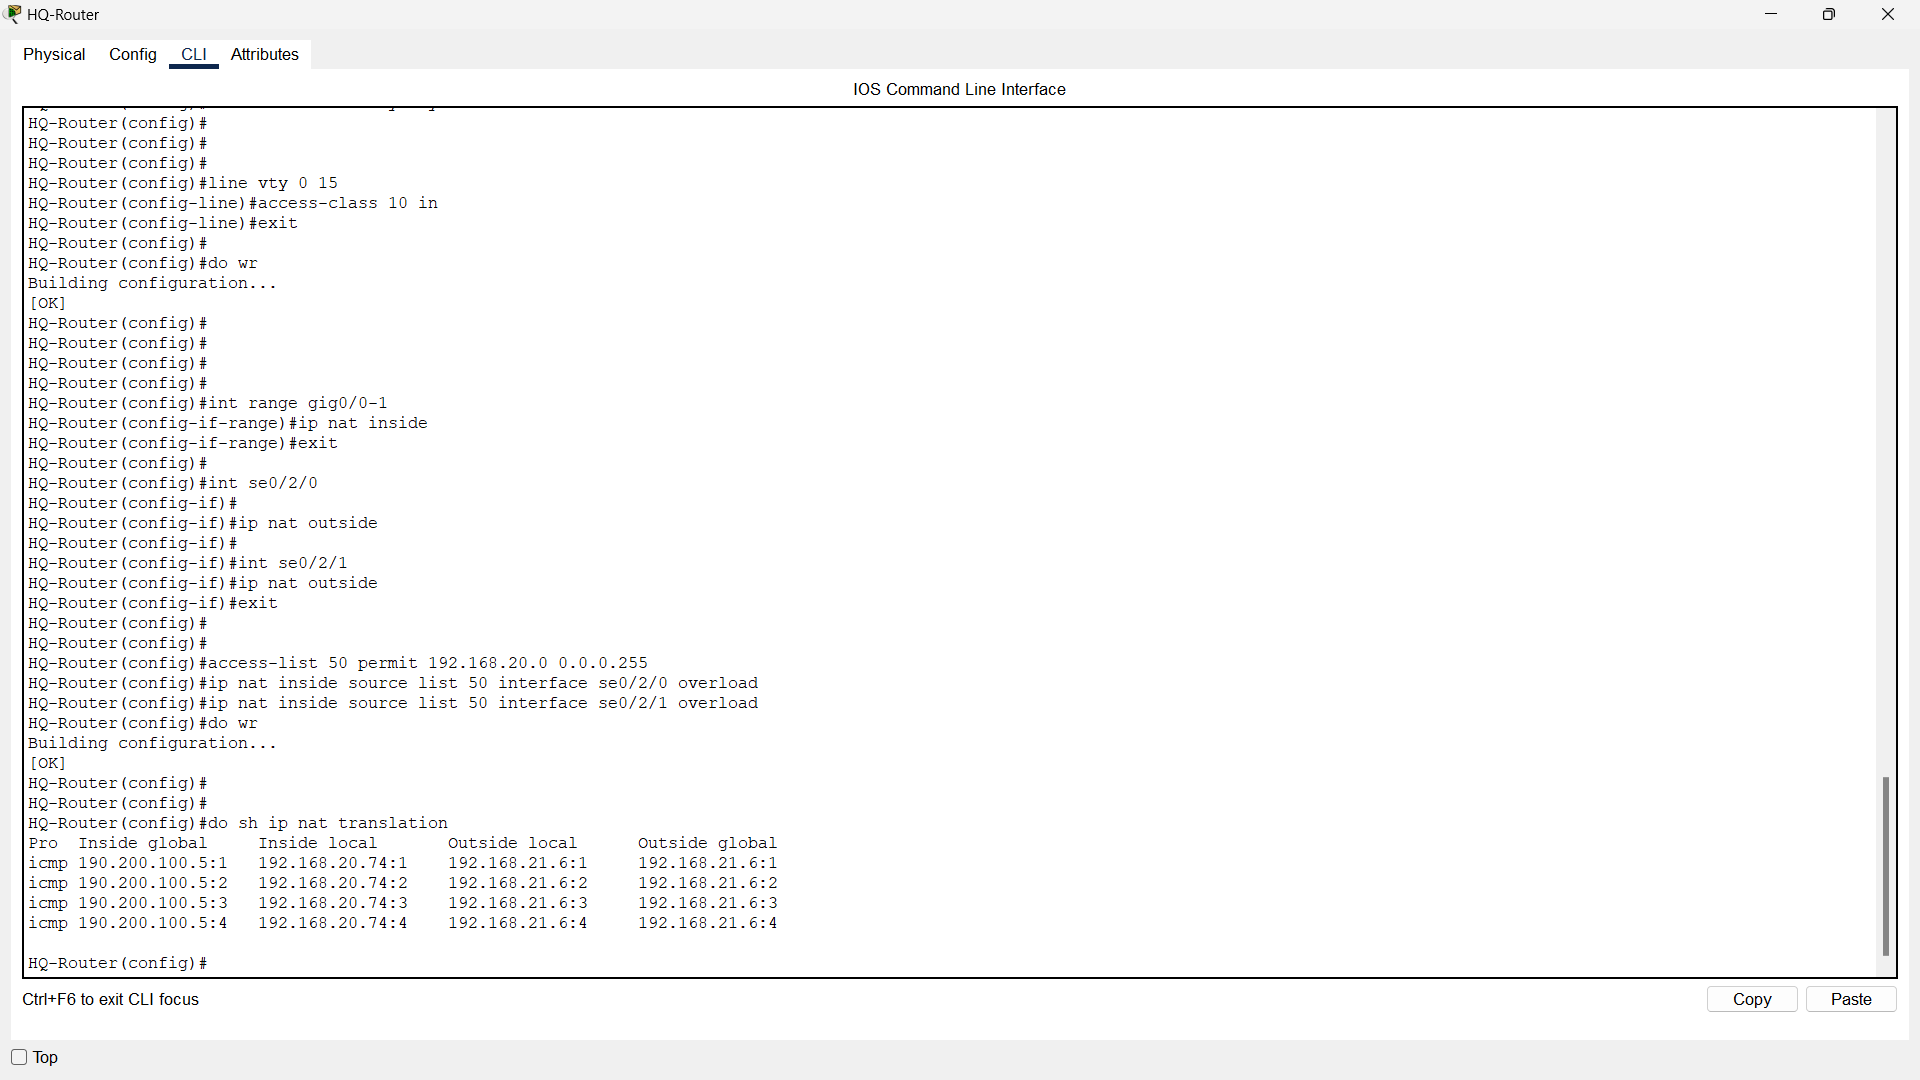 HQ-Router
Physical Config CLI Attributes
IOS Command Line Interface
HQ-Router(config)#
HQ-Router(config)#
HQ-Router(config)#
HQ-Router(config)#line vty 0 15
HQ-Router(config-line)#access-class 10 in
HQ-Router(config-line)#exit
HQ-Router(config)#
HQ-Router(config)#do wr
Building configuration...
[OK]
HQ-Router(config)#
HQ-Router(config)#
HQ-Router(config)#
HQ-Router(config)#
HQ-Router(config)#int range gig0/0-1
HQ-Router(config-if-range)#ip nat inside
HQ-Router(config-if-range)#exit
HQ-Router(config)#
HQ-Router(config)#int se0/2/0
HQ-Router(config-if)#
HQ-Router(config-if)#ip nat outside
HQ-Router(config-if)#
HQ-Router(config-if)#int se0/2/1
HQ-Router(config-if)#ip nat outside
HQ-Router(config-if)#exit
HQ-Router(config)#
HQ-Router(config)#
HQ-Router(config)#access-list 50 permit 192.168.20.0 0.0.0.255
HQ-Router(config)#ip nat inside source list 50 interface se0/2/0 overload
HQ-Router(config)#ip nat inside source list 50 interface se0/2/1 overload
HQ-Router(config)#do wr
Building configuration...
[OK]
HQ-Router(config)#
HQ-Router(config)#
HQ-Router(config)#do sh ip nat translation
Pro  Inside global     Inside local       Outside local      Outside global
icmp 190.200.100.5:1   192.168.20.74:1    192.168.21.6:1     192.168.21.6:1
icmp 190.200.100.5:2   192.168.20.74:2    192.168.21.6:2     192.168.21.6:2
icmp 190.200.100.5:3   192.168.20.74:3    192.168.21.6:3     192.168.21.6:3
icmp 190.200.100.5:4   192.168.20.74:4    192.168.21.6:4     192.168.21.6:4
HQ-Router(config)#
Ctrl+F6 to exit CLI focus
Copy Paste
Top